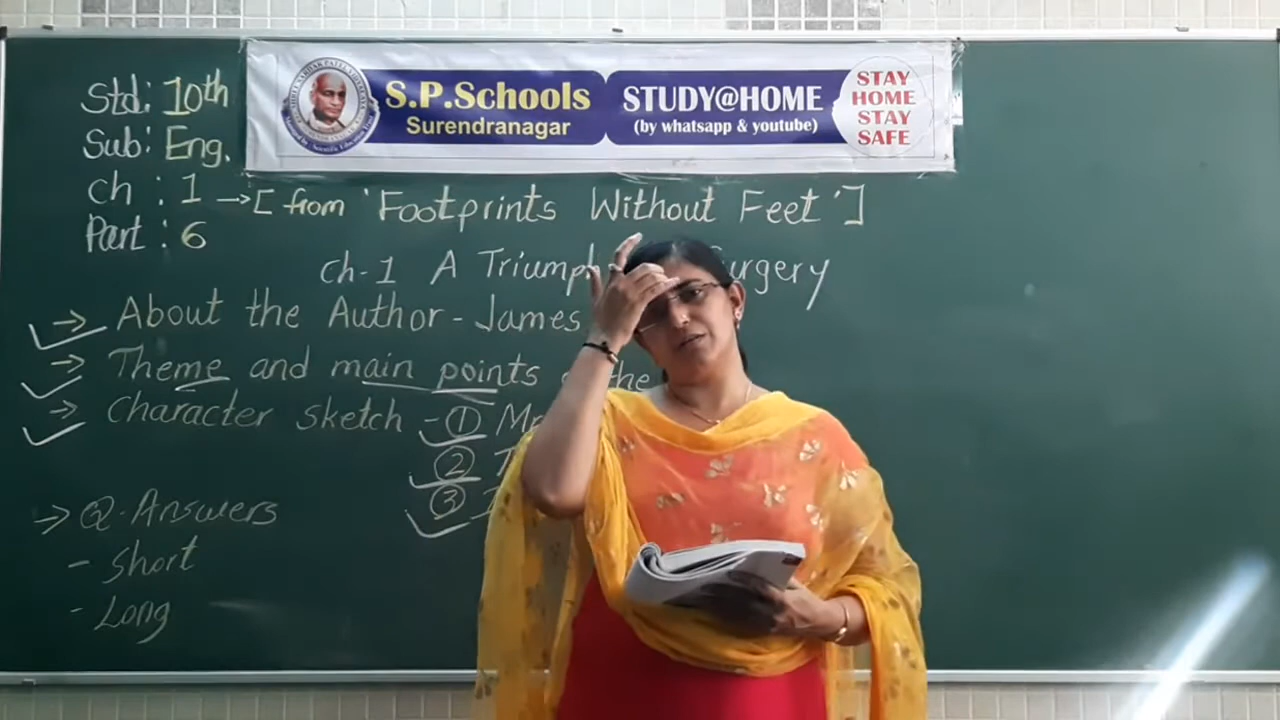 S.P.Schools
Surendranagar
STUDY@HOME
(by whatsapp & youtube)
STAY
HOME
STAY
SAFE
Std: 10th
Sub: Eng.
ch : 1 → [ from 'Footprints Without Feet' ]
Part : 6
ch-1 A Triumph Surgery
→ About the Author - James
→ Theme and main points the
→ Character sketch - ①
②
③
→ Q-Answers
- Short
- Long